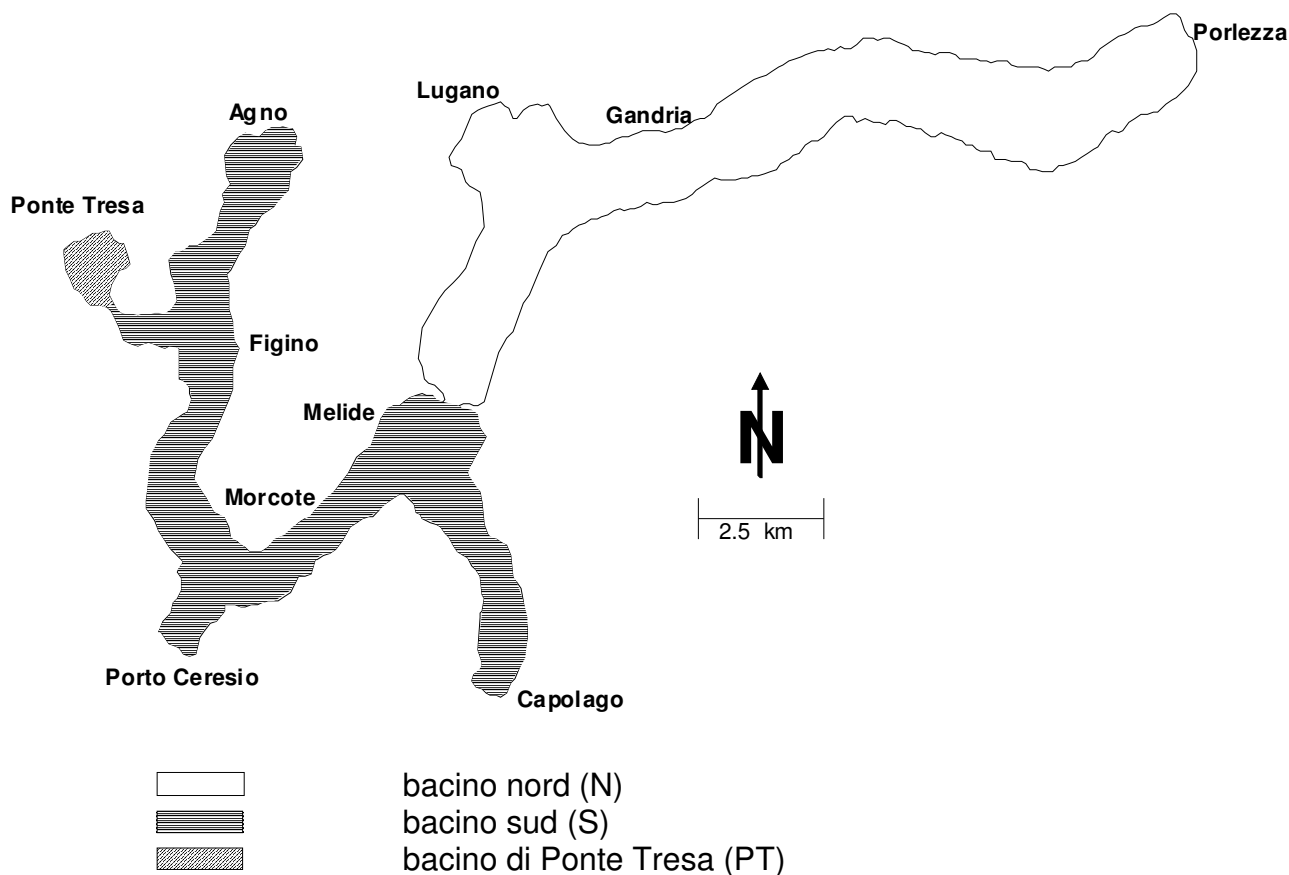 Porlezza
Lugano
Gandria
Agno
Ponte Tresa
Figino
Melide
N
Morcote
2.5 km
Porto Ceresio
Capolago
bacino nord (N)
bacino sud (S)
bacino di Ponte Tresa (PT)